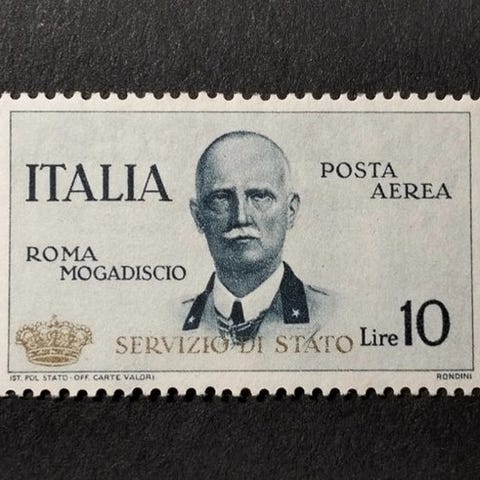 ITALIA
POSTA
AEREA
ROMA
MOGADISCIO
SERVIZIO DI STATO
Lire 10
IST. POL STATO-OFF. CARTE VALORI
RONDINI